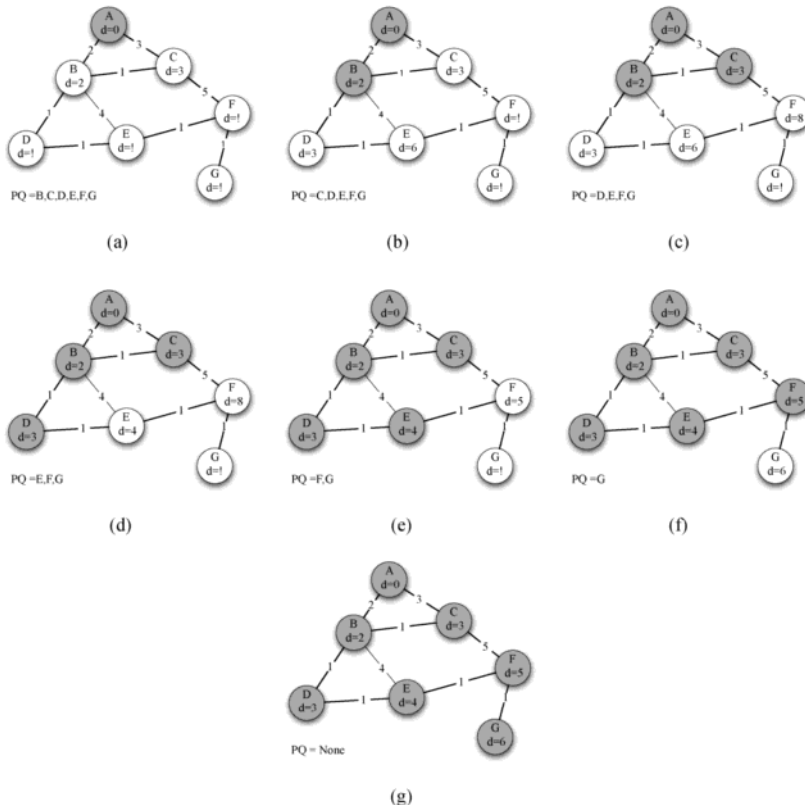 A
d=0
2
3
B
d=2
1
C
d=3
5
1
4
F
d=!
D
d=!
1
E
d=!
1
1
G
d=!
PQ =B,C,D,E,F,G
(a)
A
d=0
2
3
B
d=2
1
C
d=3
5
1
4
F
d=!
D
d=3
1
E
d=6
1
1
G
d=!
PQ =C,D,E,F,G
(b)
A
d=0
2
3
B
d=2
1
C
d=3
5
1
4
F
d=8
D
d=3
1
E
d=6
1
1
G
d=!
PQ =D,E,F,G
(c)
A
d=0
2
3
B
d=2
1
C
d=3
5
1
4
F
d=8
D
d=3
1
E
d=4
1
1
G
d=!
PQ =E,F,G
(d)
A
d=0
2
3
B
d=2
1
C
d=3
5
1
4
F
d=5
D
d=3
1
E
d=4
1
1
G
d=!
PQ =F,G
(e)
A
d=0
2
3
B
d=2
1
C
d=3
5
1
4
F
d=5
D
d=3
1
E
d=4
1
1
G
d=6
PQ =G
(f)
A
d=0
2
3
B
d=2
1
C
d=3
5
1
4
F
d=5
D
d=3
1
E
d=4
1
1
G
d=6
PQ = None
(g)